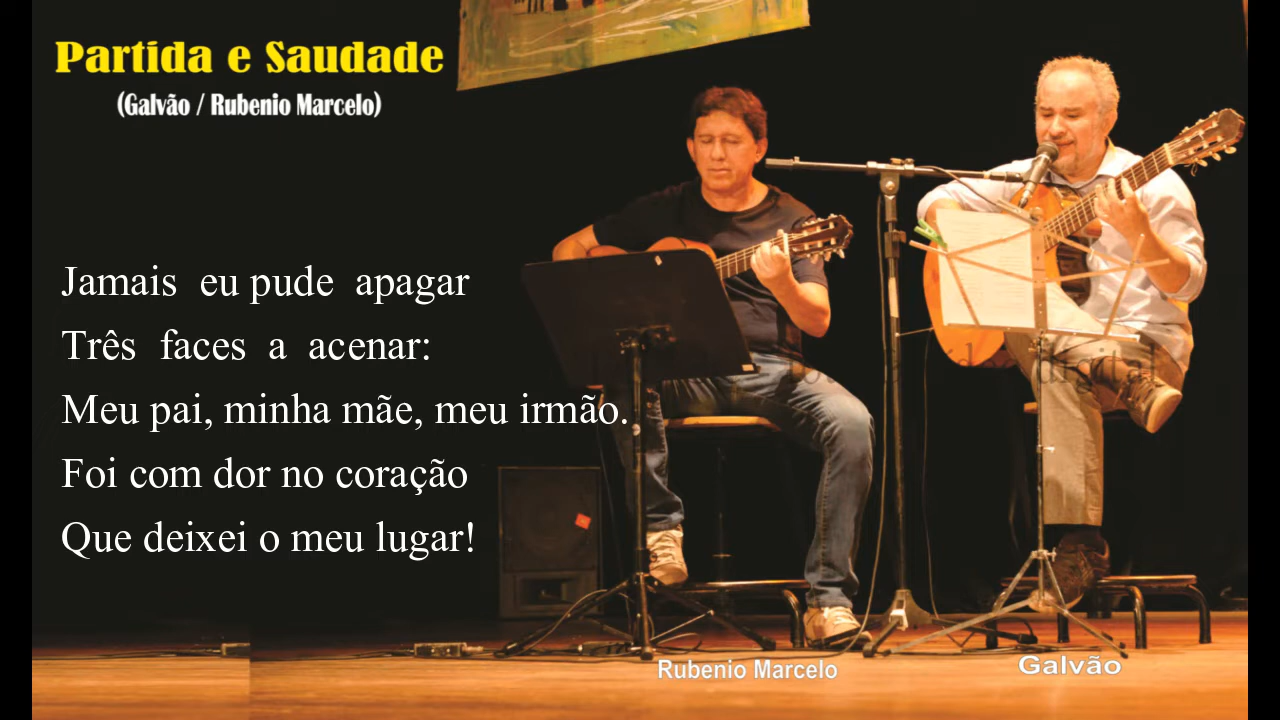 Partida e Saudade
(Galvão / Rubenio Marcelo)
Jamais eu pude apagar
Três faces a acenar:
Meu pai, minha mãe, meu irmão.
Foi com dor no coração
Que deixei o meu lugar!
digital
Rubenio Marcelo
Galvão